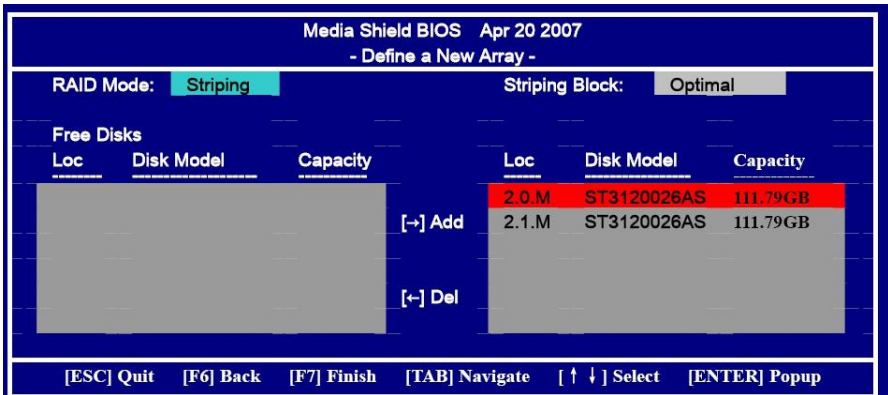 Media Shield BIOS Apr 20 2007
- Define a New Array -
RAID Mode: Striping Striping Block: Optimal
Free Disks
Loc Disk Model Capacity Loc Disk Model Capacity
2.0.M ST3120026AS 111.79GB
[→] Add 2.1.M ST3120026AS 111.79GB
[←] Del
[ESC] Quit [F6] Back [F7] Finish [TAB] Navigate [↑↓] Select [ENTER] Popup